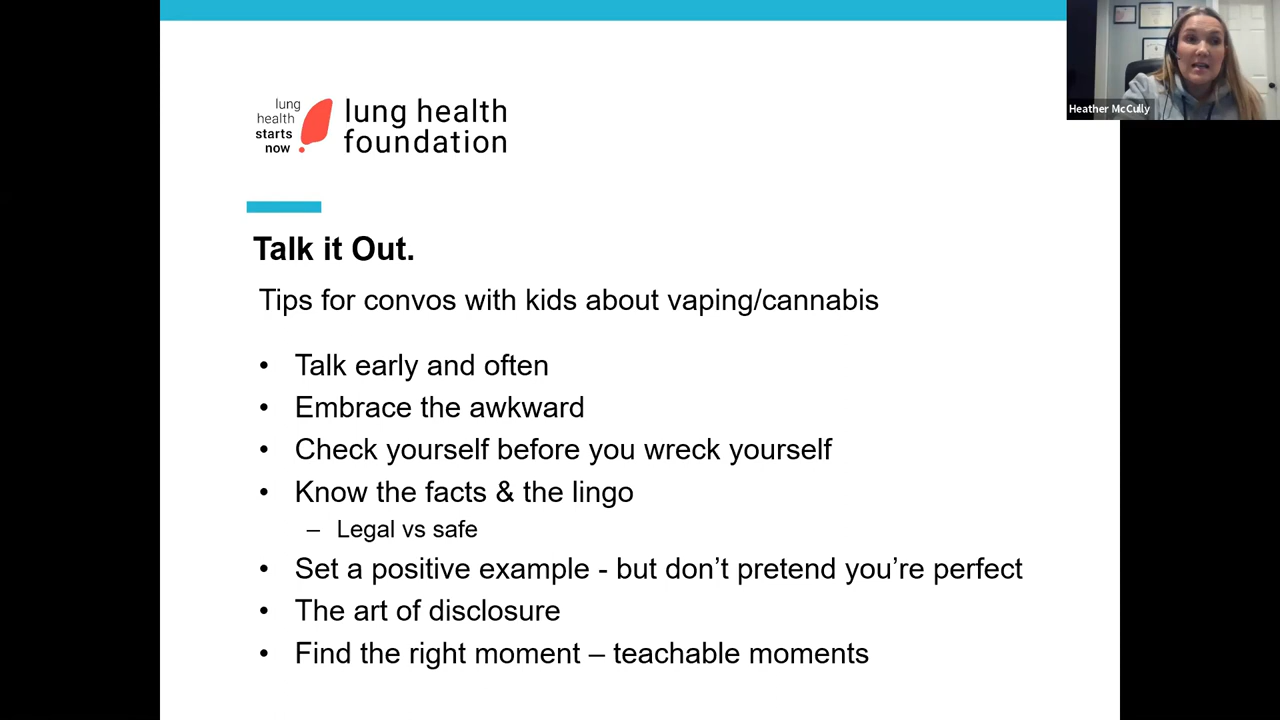 lung
health
starts
now
lung health
foundation
Heather McCully
Talk it Out.
Tips for convos with kids about vaping/cannabis
• Talk early and often
• Embrace the awkward
• Check yourself before you wreck yourself
• Know the facts & the lingo
– Legal vs safe
• Set a positive example - but don’t pretend you’re perfect
• The art of disclosure
• Find the right moment – teachable moments